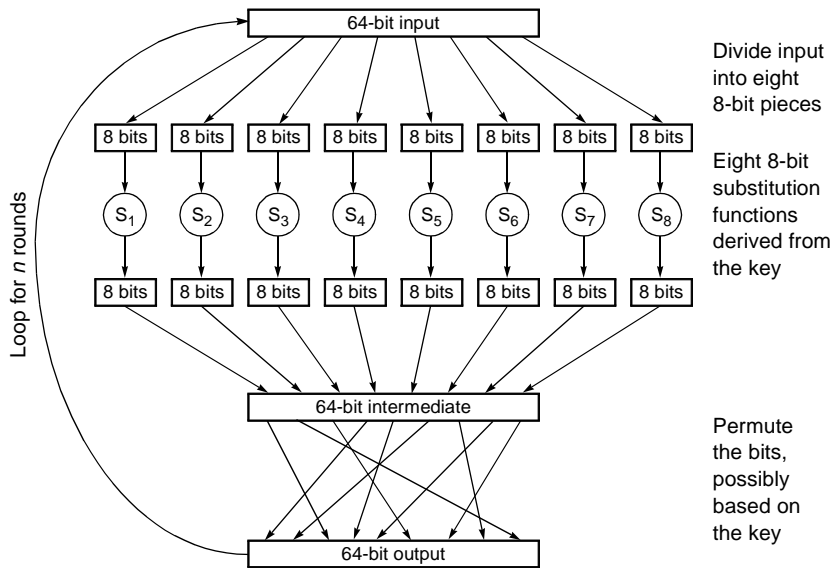 64-bit input
Divide input
into eight
8-bit pieces
8 bits 8 bits 8 bits 8 bits 8 bits 8 bits 8 bits 8 bits
Eight 8-bit
substitution
functions
derived from
the key
S1 S2 S3 S4 S5 S6 S7 S8
8 bits 8 bits 8 bits 8 bits 8 bits 8 bits 8 bits 8 bits
Loop for n rounds
64-bit intermediate
Permute
the bits,
possibly
based on
the key
64-bit output